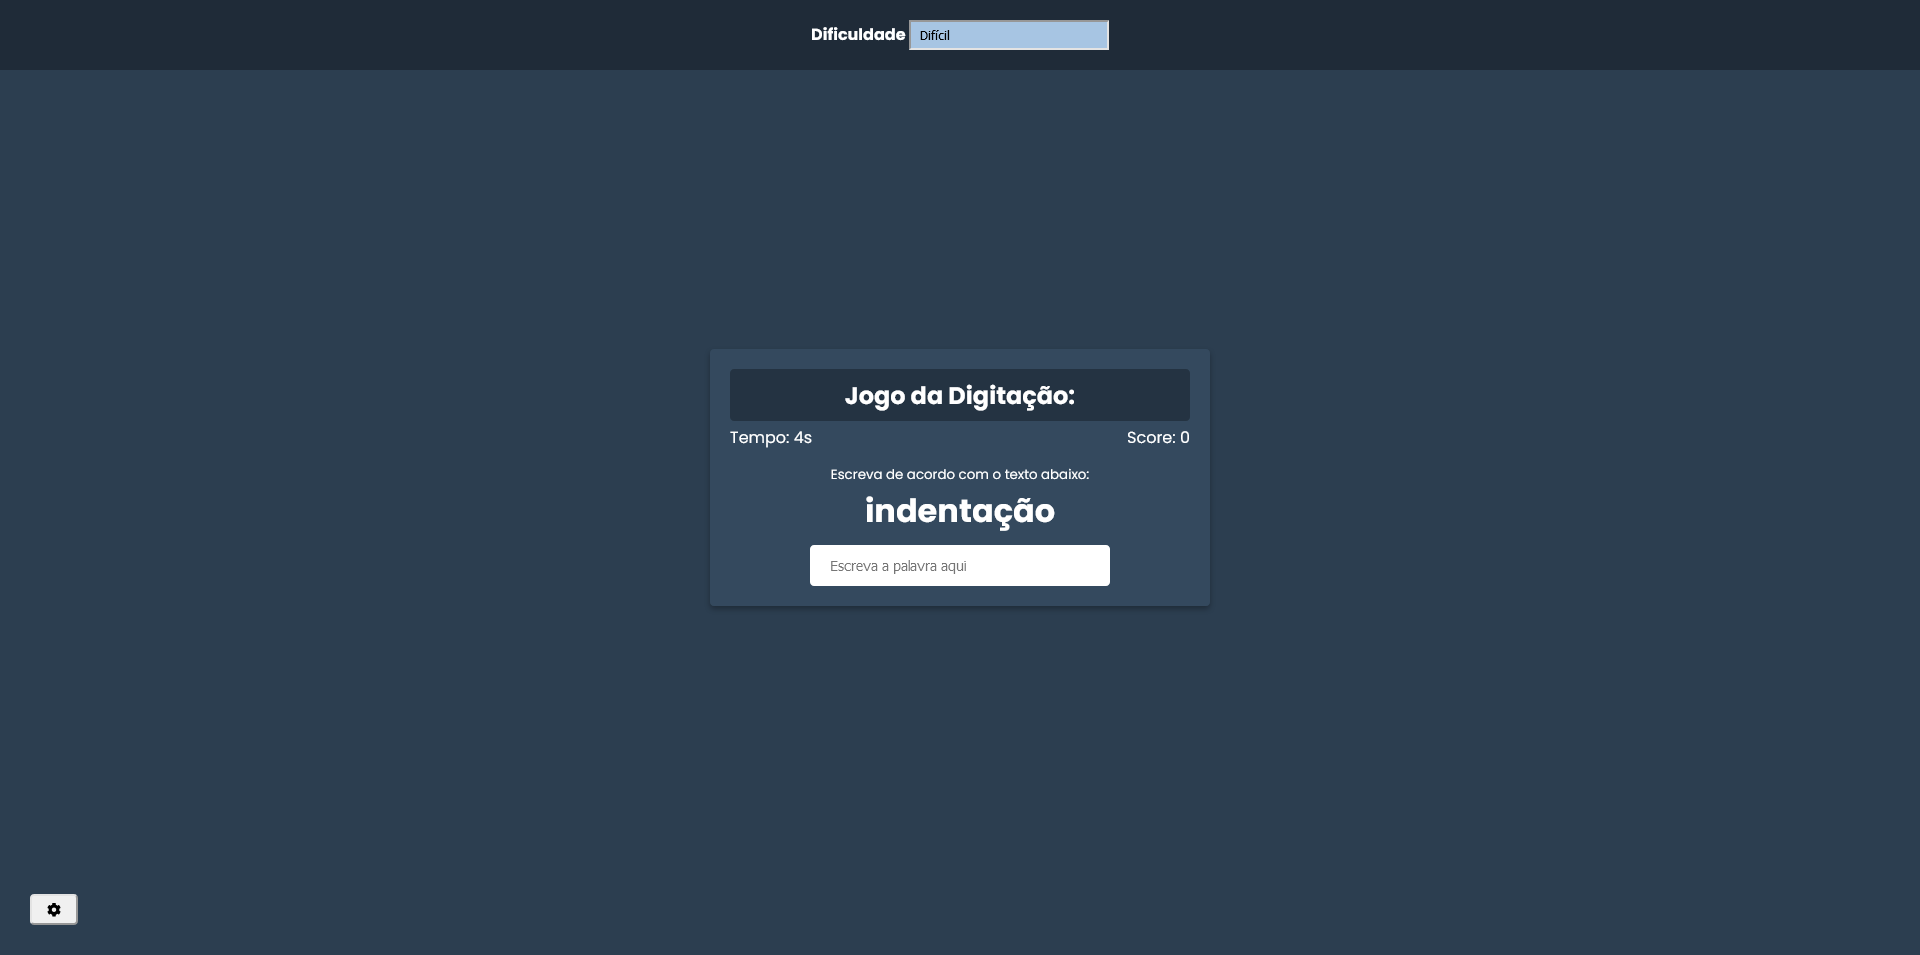 Dificuldade Difícil
Jogo da Digitação:
Tempo: 4s Score: 0
Escreva de acordo com o texto abaixo:
indentação
Escreva a palavra aqui